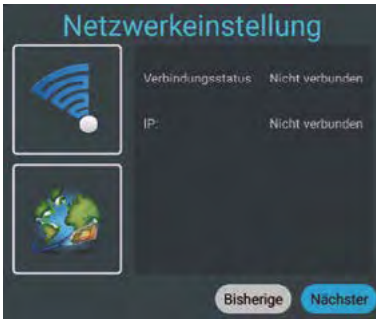 Netzwerkeinstellung
Verbindungsstatus Nicht verbunden
IP: Nicht verbunden
Bisherige Nächster